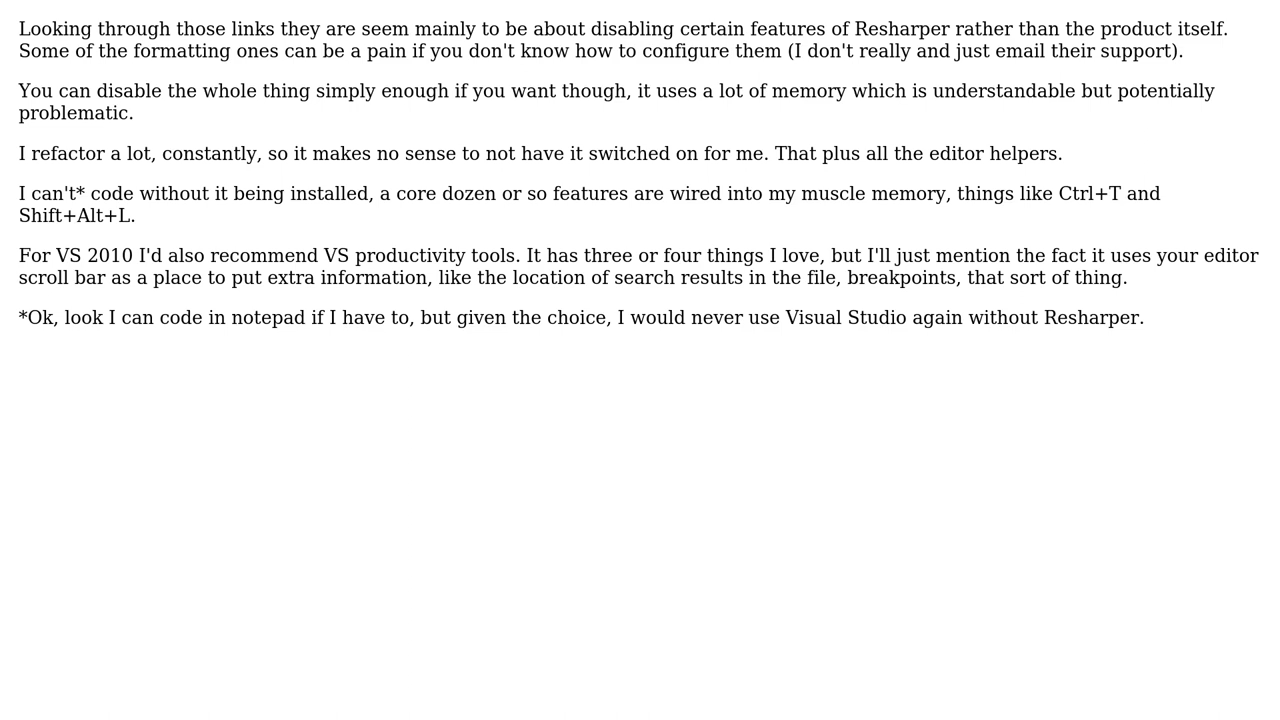 Looking through those links they are seem mainly to be about disabling certain features of Resharper rather than the product itself.
Some of the formatting ones can be a pain if you don't know how to configure them (I don't really and just email their support).
You can disable the whole thing simply enough if you want though, it uses a lot of memory which is understandable but potentially
problematic.
I refactor a lot, constantly, so it makes no sense to not have it switched on for me. That plus all the editor helpers.
I can't* code without it being installed, a core dozen or so features are wired into my muscle memory, things like Ctrl+T and
Shift+Alt+L.
For VS 2010 I'd also recommend VS productivity tools. It has three or four things I love, but I'll just mention the fact it uses your editor
scroll bar as a place to put extra information, like the location of search results in the file, breakpoints, that sort of thing.
*Ok, look I can code in notepad if I have to, but given the choice, I would never use Visual Studio again without Resharper.